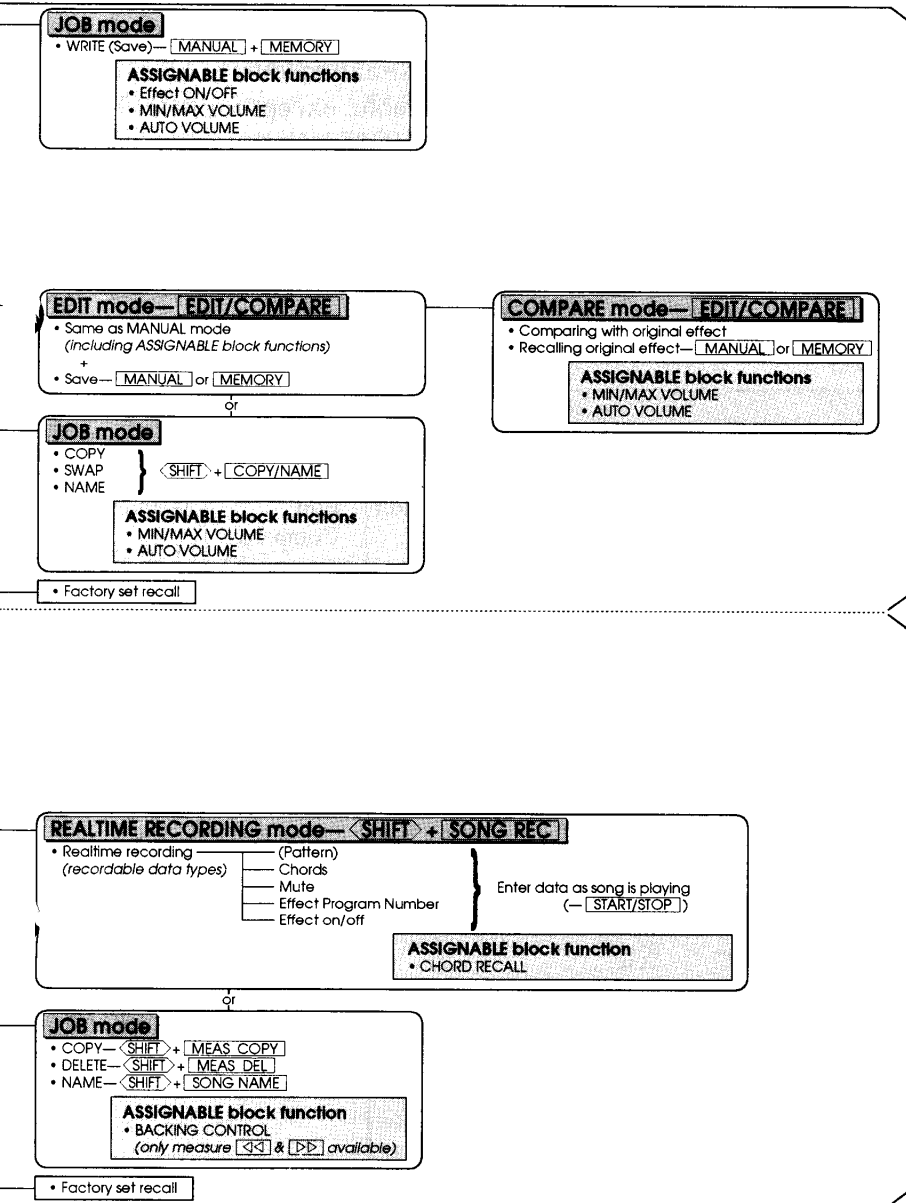 JOB mode
• WRITE (Save)— MANUAL + MEMORY
ASSIGNABLE block functions
• Effect ON/OFF
• MIN/MAX VOLUME
• AUTO VOLUME
EDIT mode— EDIT/COMPARE
• Same as MANUAL mode
(including ASSIGNABLE block functions)
+
• Save— MANUAL or MEMORY
COMPARE mode— EDIT/COMPARE
• Comparing with original effect
• Recalling original effect— MANUAL or MEMORY
ASSIGNABLE block functions
• MIN/MAX VOLUME
• AUTO VOLUME
or
JOB mode
• COPY
• SWAP
• NAME
SHIFT + COPY/NAME
ASSIGNABLE block functions
• MIN/MAX VOLUME
• AUTO VOLUME
• Factory set recall
REALTIME RECORDING mode— SHIFT + SONG REC
• Realtime recording
(recordable data types)
(Pattern)
Chords
Mute
Effect Program Number
Effect on/off
Enter data as song is playing
(— START/STOP )
ASSIGNABLE block function
• CHORD RECALL
or
JOB mode
• COPY— SHIFT + MEAS COPY
• DELETE— SHIFT + MEAS DEL
• NAME— SHIFT + SONG NAME
ASSIGNABLE block function
• BACKING CONTROL
(only measure ◁◁ & ▷▷ available)
• Factory set recall